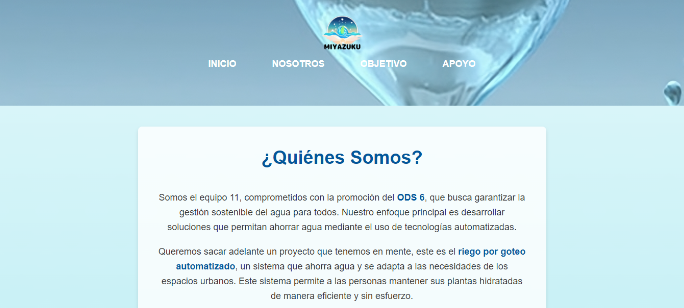 MIYAZUKU
INICIO NOSOTROS OBJETIVO APOYO
¿Quiénes Somos?
Somos el equipo 11, comprometidos con la promoción del ODS 6, que busca garantizar la
gestión sostenible del agua para todos. Nuestro enfoque principal es desarrollar
soluciones que permitan ahorrar agua mediante el uso de tecnologías automatizadas.
Queremos sacar adelante un proyecto que tenemos en mente, este es el riego por goteo
automatizado, un sistema que ahorra agua y se adapta a las necesidades de los
espacios urbanos. Este sistema permite a las personas mantener sus plantas hidratadas
de manera eficiente y sin esfuerzo.